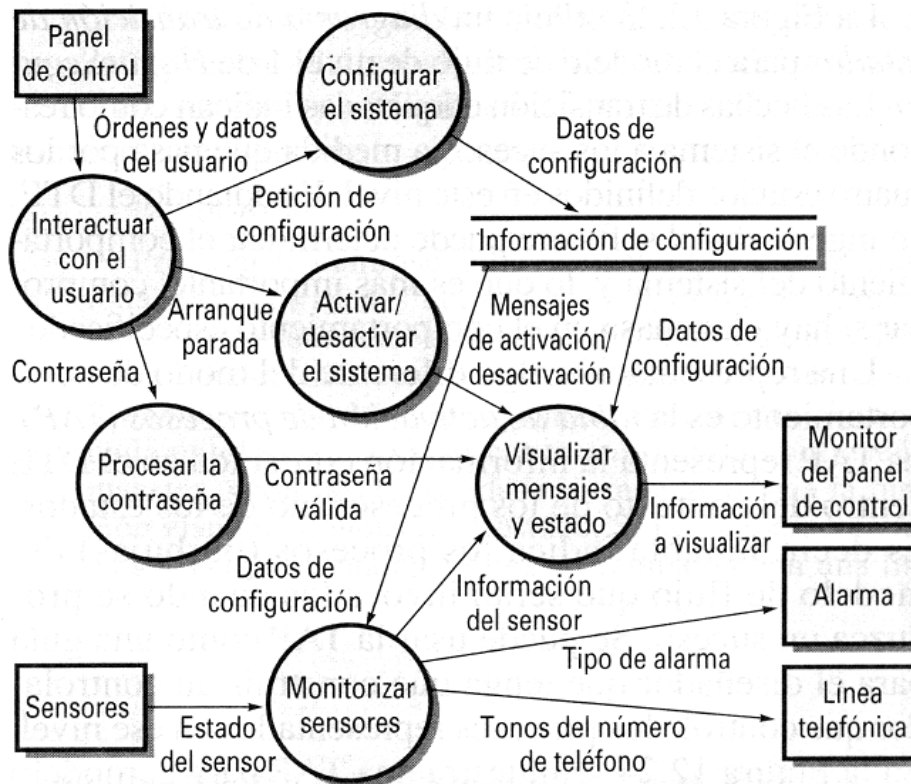 Panel
de control
Configurar
el sistema
Órdenes y datos
del usuario
Datos de
configuración
Interactuar
con el
usuario
Petición de
configuración
Información de configuración
Arranque
parada
Activar/
desactivar
el sistema
Mensajes
de activación/
desactivación
Datos de
configuración
Contraseña
Procesar la
contraseña
Contraseña
válida
Visualizar
mensajes
y estado
Monitor
del panel
de control
Información
a visualizar
Datos de
configuración
Información
del sensor
Alarma
Tipo de alarma
Sensores
Estado
del sensor
Monitorizar
sensores
Tonos del número
de teléfono
Línea
telefónica